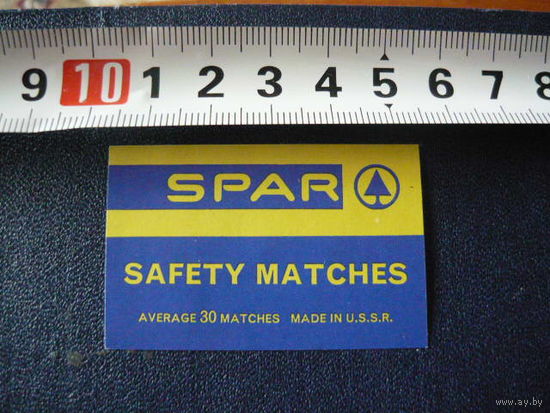 9 10 1 2 3 4 5 6 7 8
SPAR
SAFETY MATCHES
AVERAGE 30 MATCHES MADE IN U.S.S.R.
www.ay.by